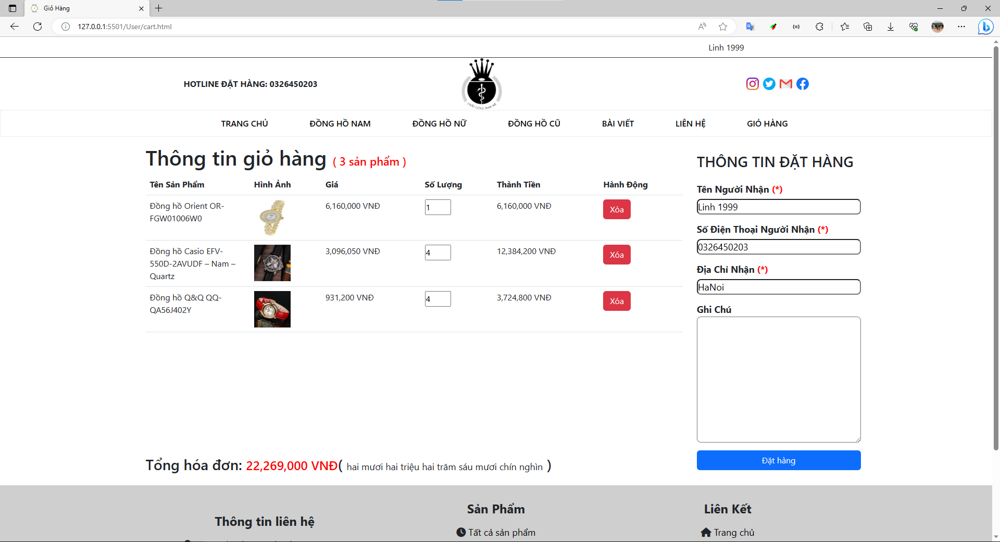 Giỏ Hàng
127.0.0.1:5501/User/cart.html
Linh 1999
HOTLINE ĐẶT HÀNG: 0326450203
CHẤT CÙNG ĐAM MÊ
TRANG CHỦ ĐỒNG HỒ NAM ĐỒNG HỒ NỮ ĐỒNG HỒ CŨ BÀI VIẾT LIÊN HỆ GIỎ HÀNG
Thông tin giỏ hàng ( 3 sản phẩm )
Tên Sản Phẩm Hình Ảnh Giá Số Lượng Thành Tiền Hành Động
Đồng hồ Orient OR-
FGW01006W0
6,160,000 VNĐ 1 6,160,000 VNĐ Xóa
Đồng hồ Casio EFV-
550D-2AVUDF – Nam –
Quartz
3,096,050 VNĐ 4 12,384,200 VNĐ Xóa
Đồng hồ Q&Q QQ-
QA56J402Y
931,200 VNĐ 4 3,724,800 VNĐ Xóa
Tổng hóa đơn: 22,269,000 VNĐ( hai mươi hai triệu hai trăm sáu mươi chín nghìn )
THÔNG TIN ĐẶT HÀNG
Tên Người Nhận (*)
Linh 1999
Số Điện Thoại Người Nhận (*)
0326450203
Địa Chỉ Nhận (*)
HaNoi
Ghi Chú
Đặt hàng
Thông tin liên hệ
Sản Phẩm
Tất cả sản phẩm
Liên Kết
Trang chủ